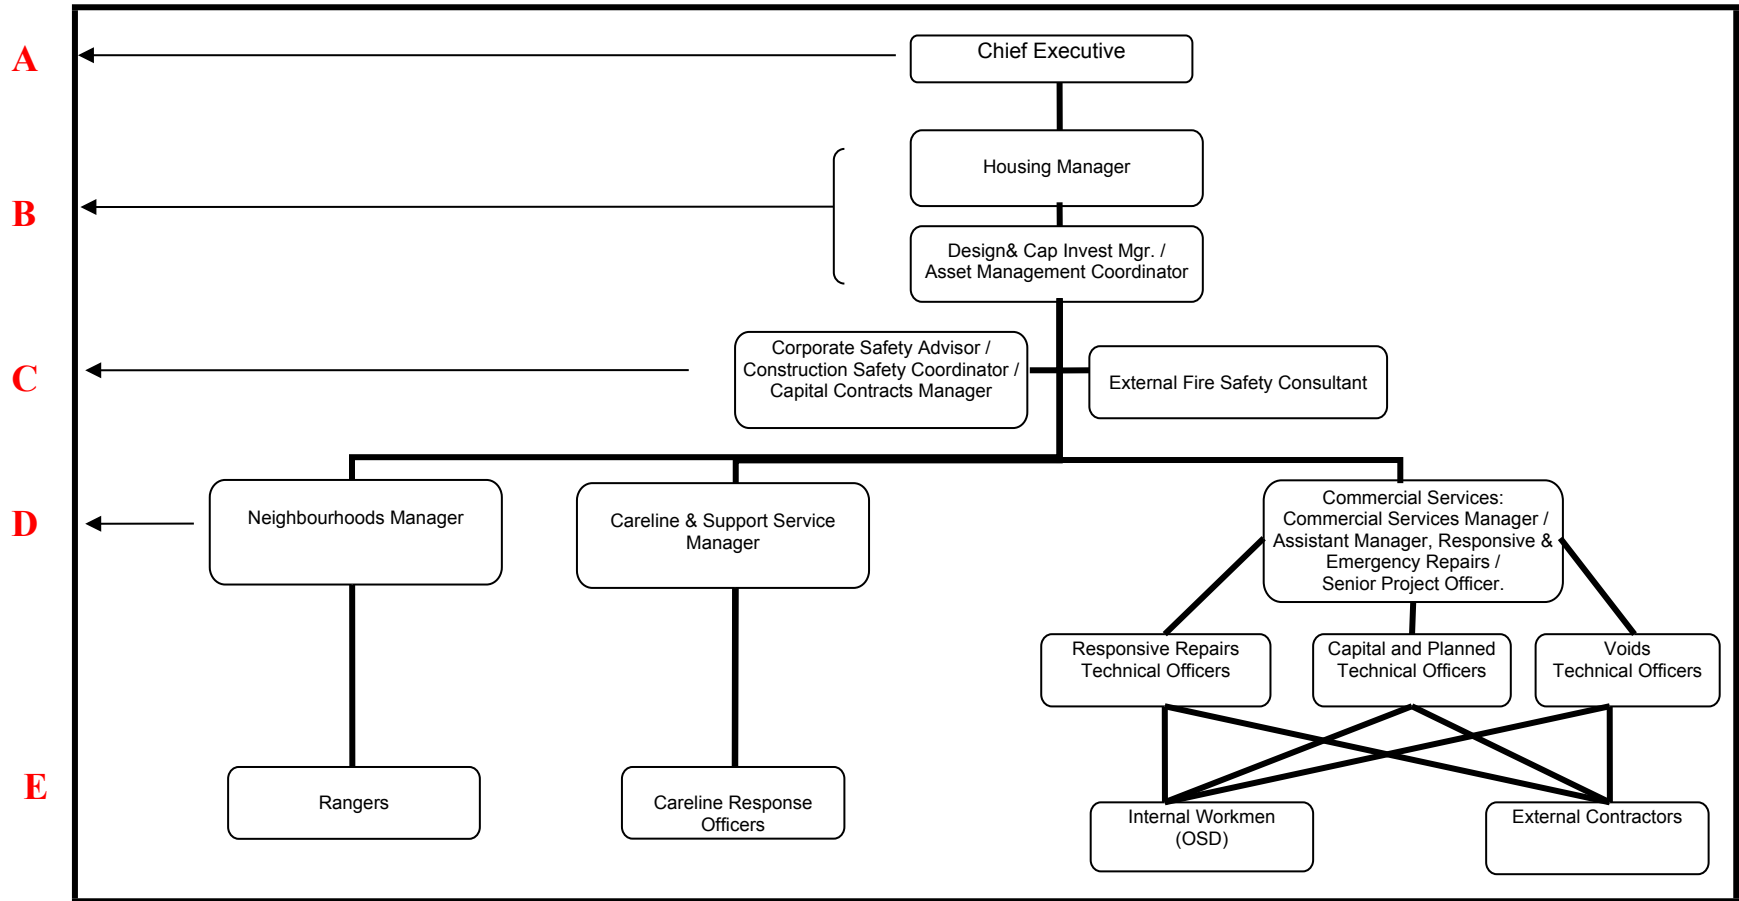 A
Chief Executive
B
Housing Manager
Design& Cap Invest Mgr. /
Asset Management Coordinator
C
Corporate Safety Advisor /
Construction Safety Coordinator /
Capital Contracts Manager
External Fire Safety Consultant
D
Neighbourhoods Manager
Careline & Support Service
Manager
Commercial Services:
Commercial Services Manager /
Assistant Manager, Responsive &
Emergency Repairs /
Senior Project Officer.
Responsive Repairs
Technical Officers
Capital and Planned
Technical Officers
Voids
Technical Officers
E
Rangers
Careline Response
Officers
Internal Workmen
(OSD)
External Contractors